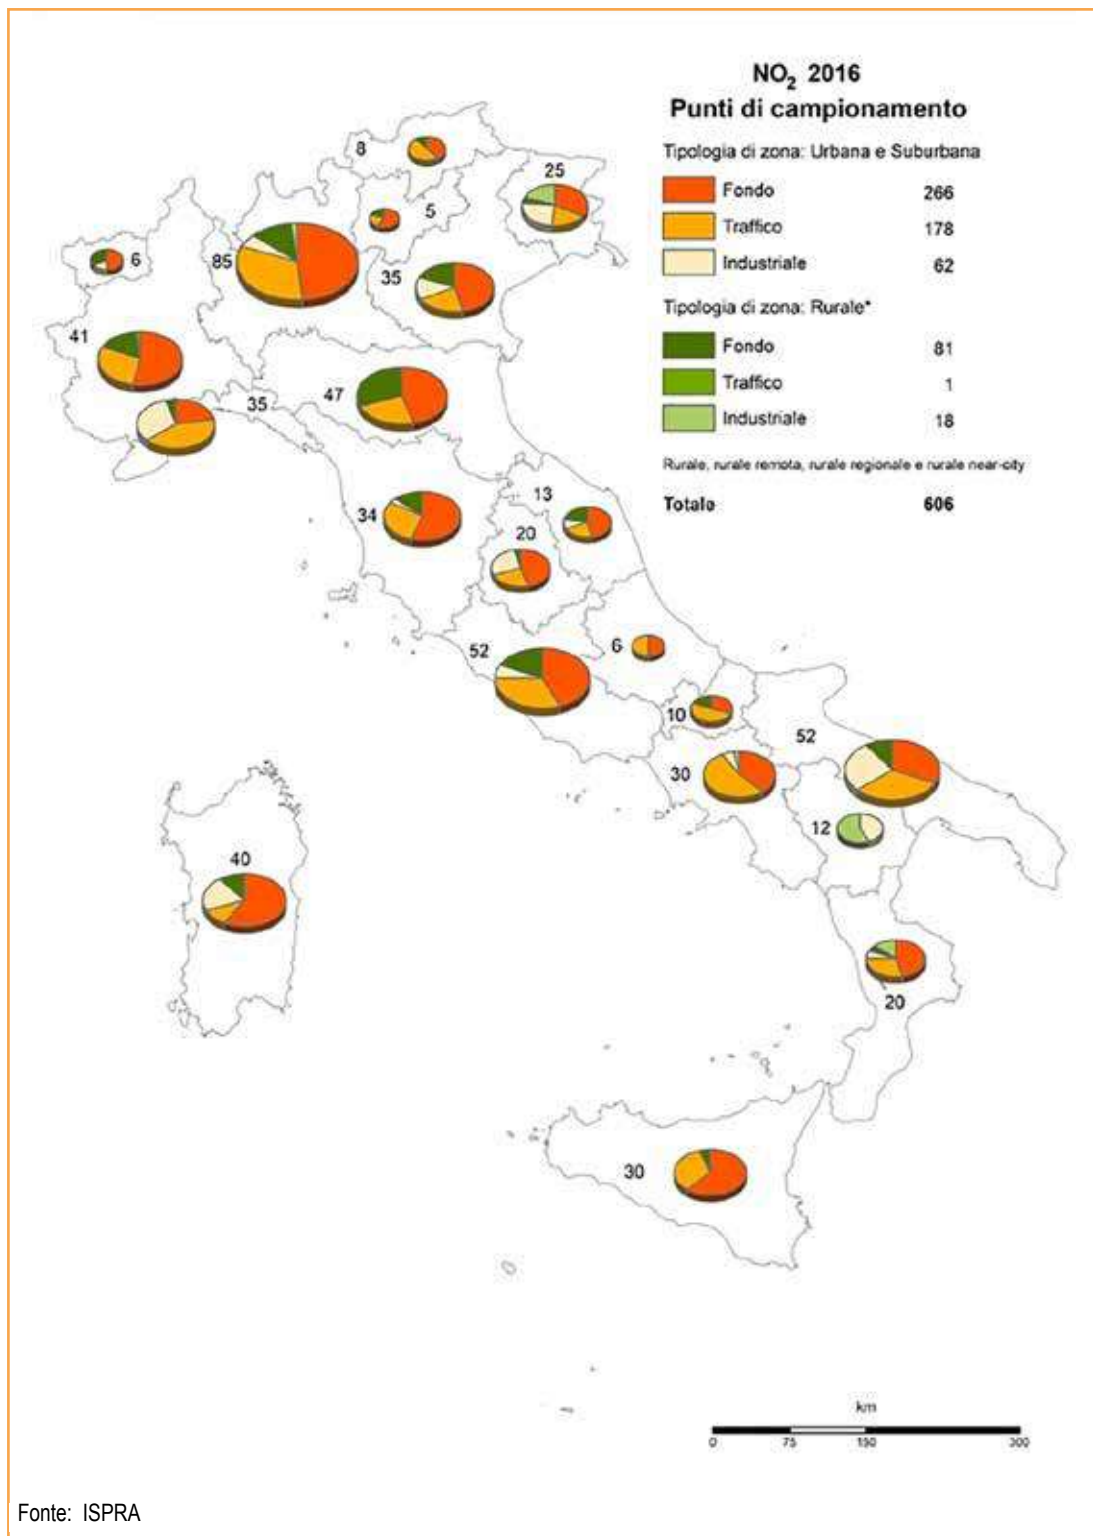 NO2 2016
Punti di campionamento
Tipologia di zona: Urbana e Suburbana
Fondo 266
Traffico 178
Industriale 62
Tipologia di zona: Rurale*
Fondo 81
Traffico 1
Industriale 18
Rurale, rurale remota, rurale regionale e rurale near-city
Totale 606
8
25
5
6
85
35
41
35
47
13
34
20
52
6
10
52
30
12
40
20
30
km
0 75 150 300
Fonte: ISPRA